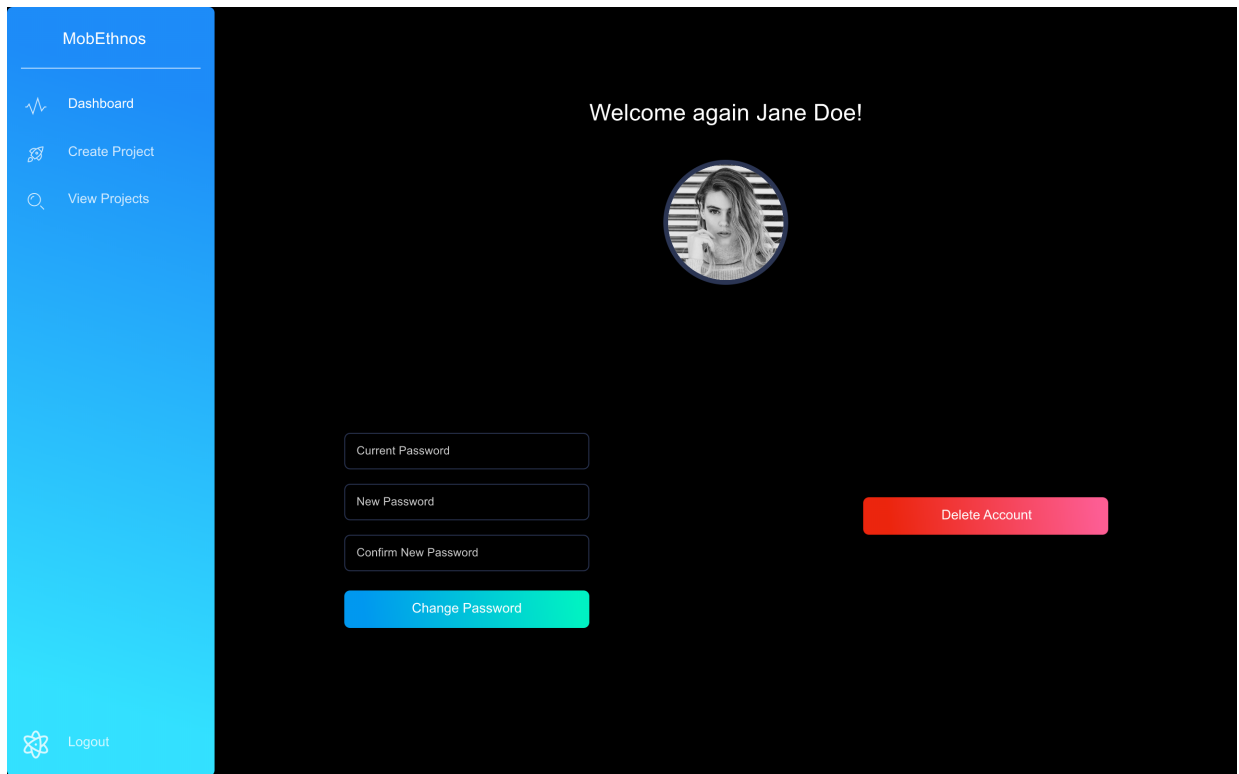 MobEthnos
Dashboard
Create Project
View Projects
Logout
Welcome again Jane Doe!
Current Password
New Password
Confirm New Password
Change Password
Delete Account